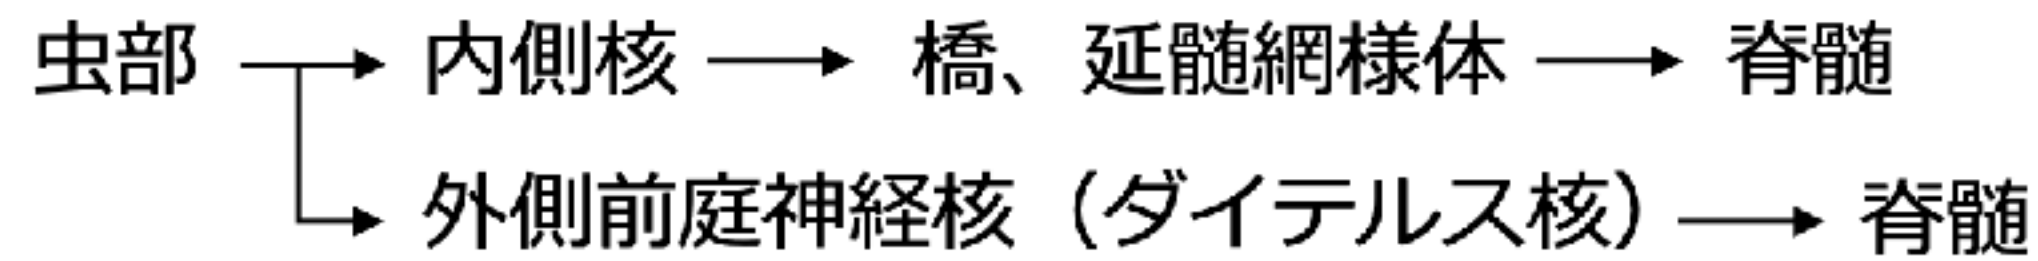 虫部 → 内側核 → 橋、延髄網様体 → 脊髄
→ 外側前庭神経核（ダイテルス核） → 脊髄